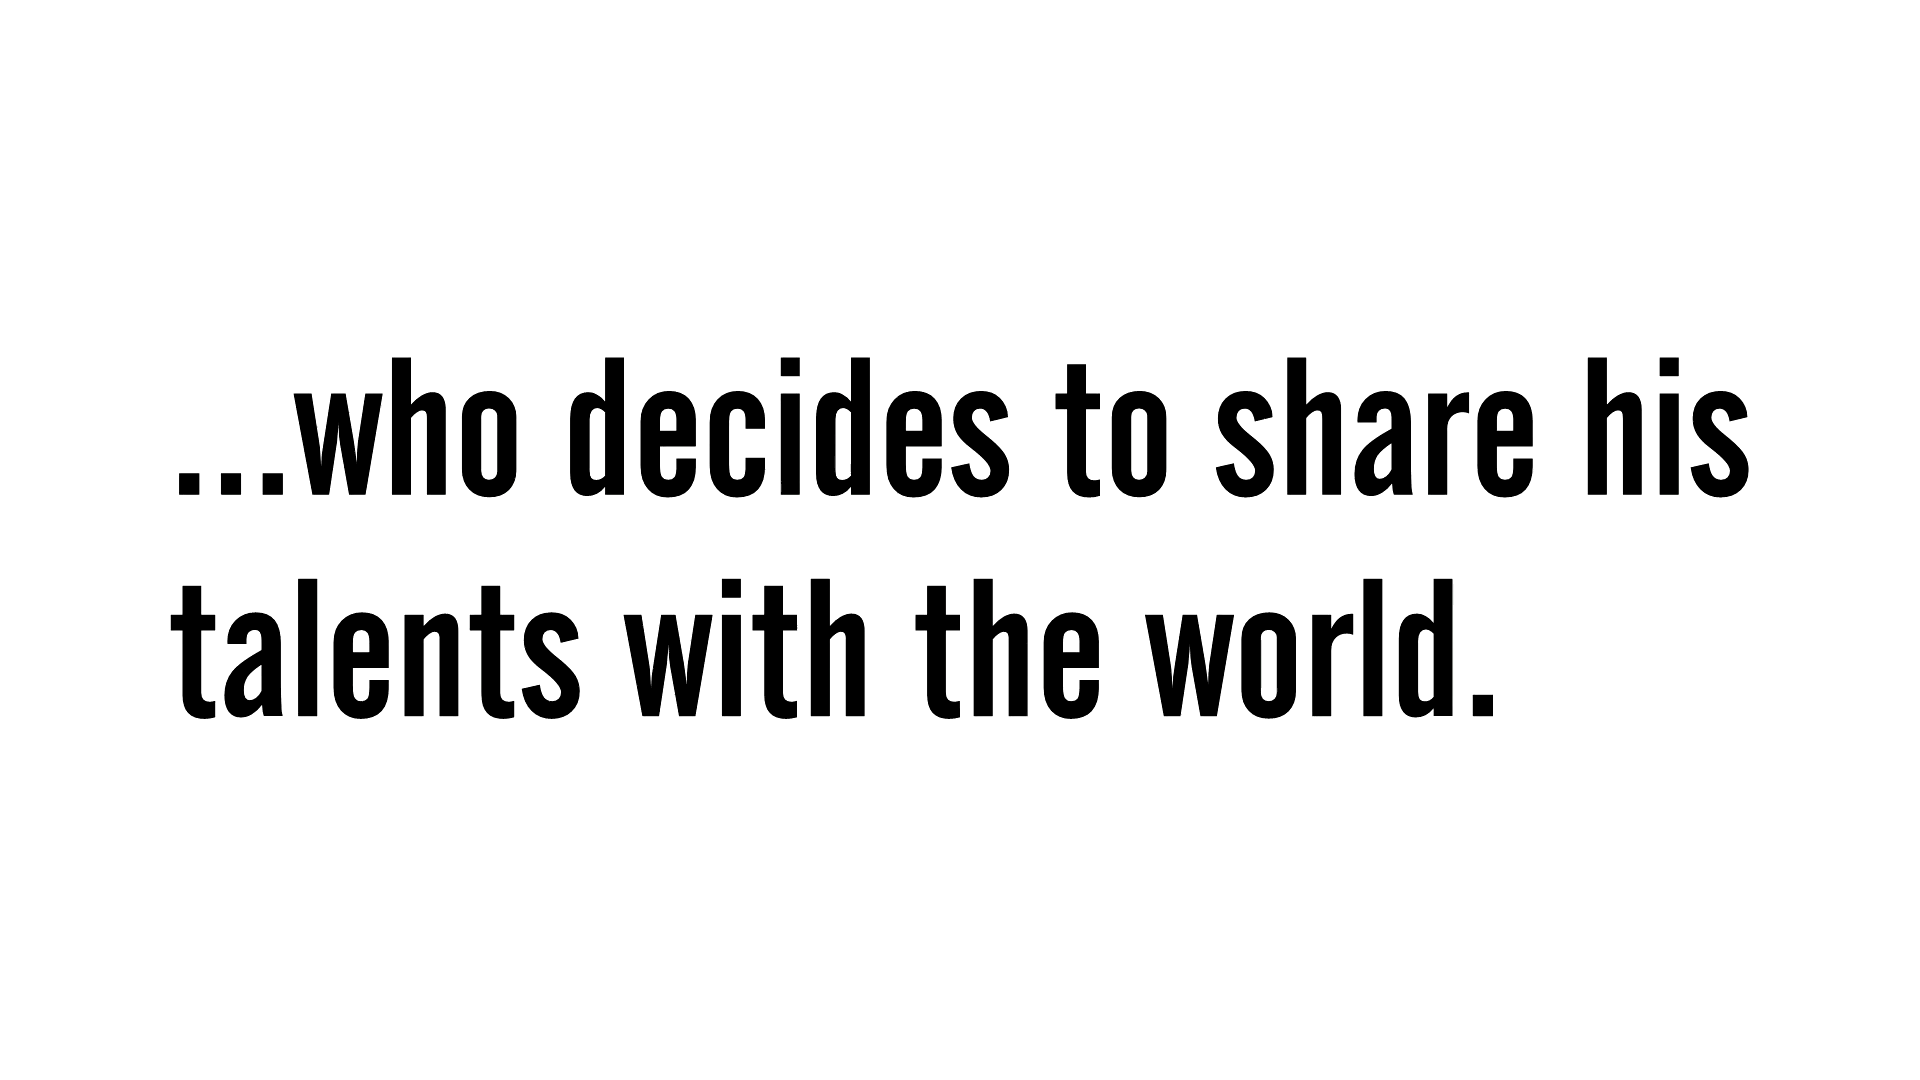 ...who decides to share his
talents with the world.